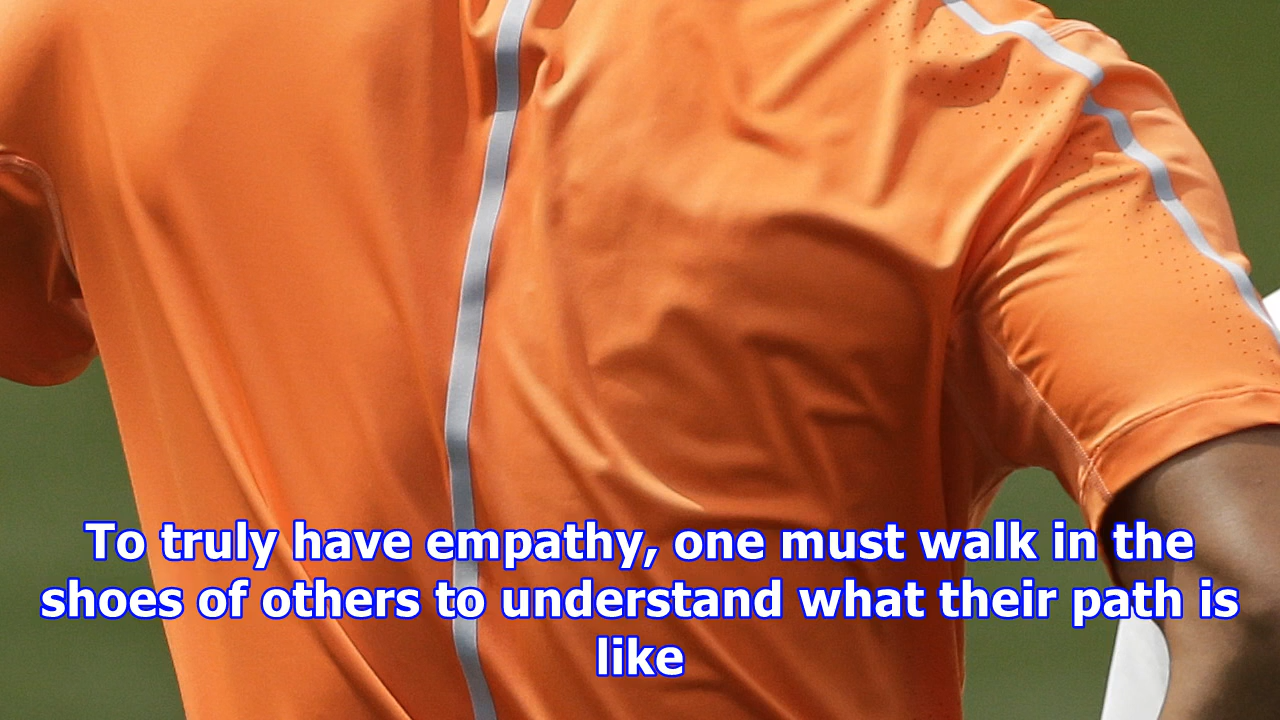 To truly have empathy, one must walk in the
shoes of others to understand what their path is
like